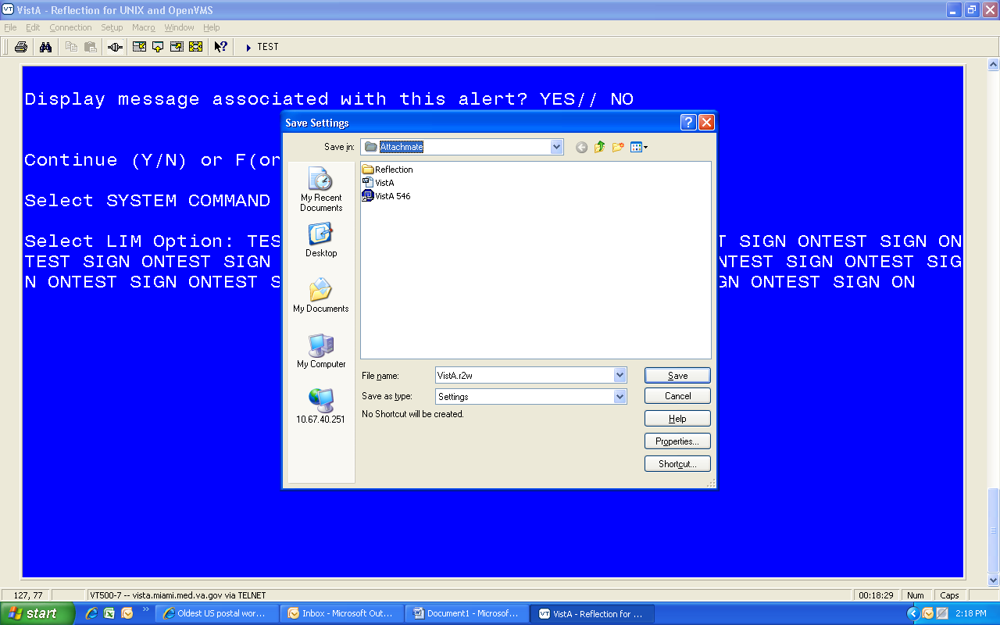 VistA - Reflection for UNIX and OpenVMS
File Edit Connection Setup Macro Window Help
TEST
Display message associated with this alert? YES// NO
Continue (Y/N) or F(or
Select SYSTEM COMMAND
Select LIM Option: TES T SIGN ONTEST SIGN ON
TEST SIGN ONTEST SIGN NTEST SIGN ONTEST SIG
N ONTEST SIGN ONTEST S GN ONTEST SIGN ON
Save Settings
Save in: Attachmate
My Recent Documents
Desktop
My Documents
My Computer
10.67.40.251
Reflection
VistA
VistA 546
File name: VistA.r2w
Save as type: Settings
No Shortcut will be created.
Save
Cancel
Help
Properties...
Shortcut...
127, 77 VT500-7 -- vista.miami.med.va.gov via TELNET 00:18:29 Num Caps
start Oldest US postal wor... Inbox - Microsoft Out... Document1 - Microsof... VistA - Reflection for ... 2:18 PM